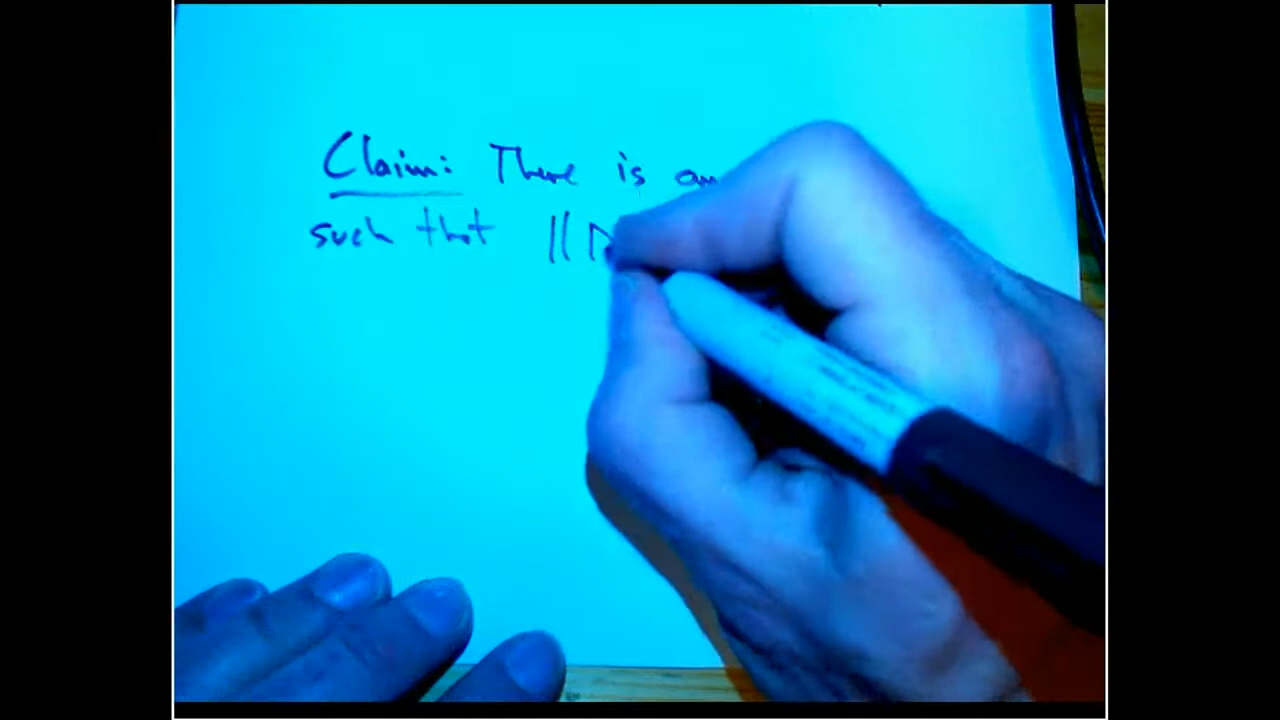 Claim: There is an
such that ||